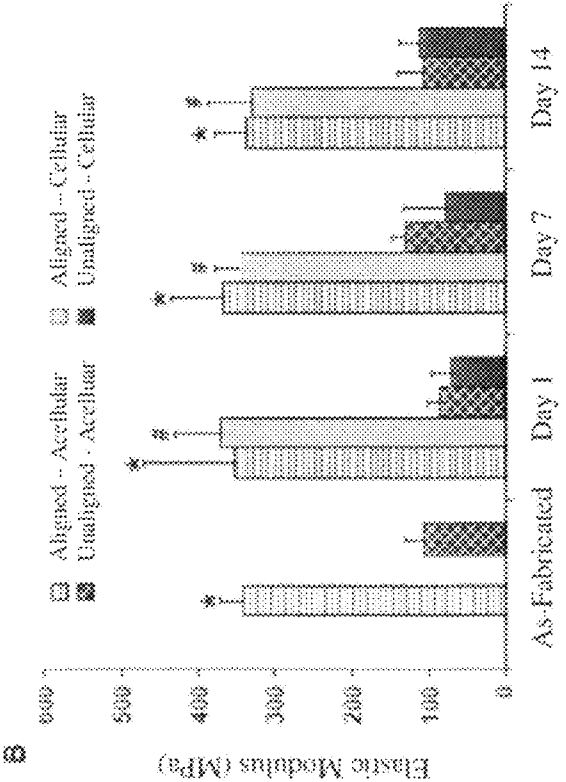 B
Aligned - Acellular
Aligned - Cellular
Unaligned - Acelluar
Unaligned - Cellular
Elastic Modulus (MPa)
600
500
400
300
200
100
0
* * # * # * #
As-Fabricated
Day 1
Day 7
Day 14